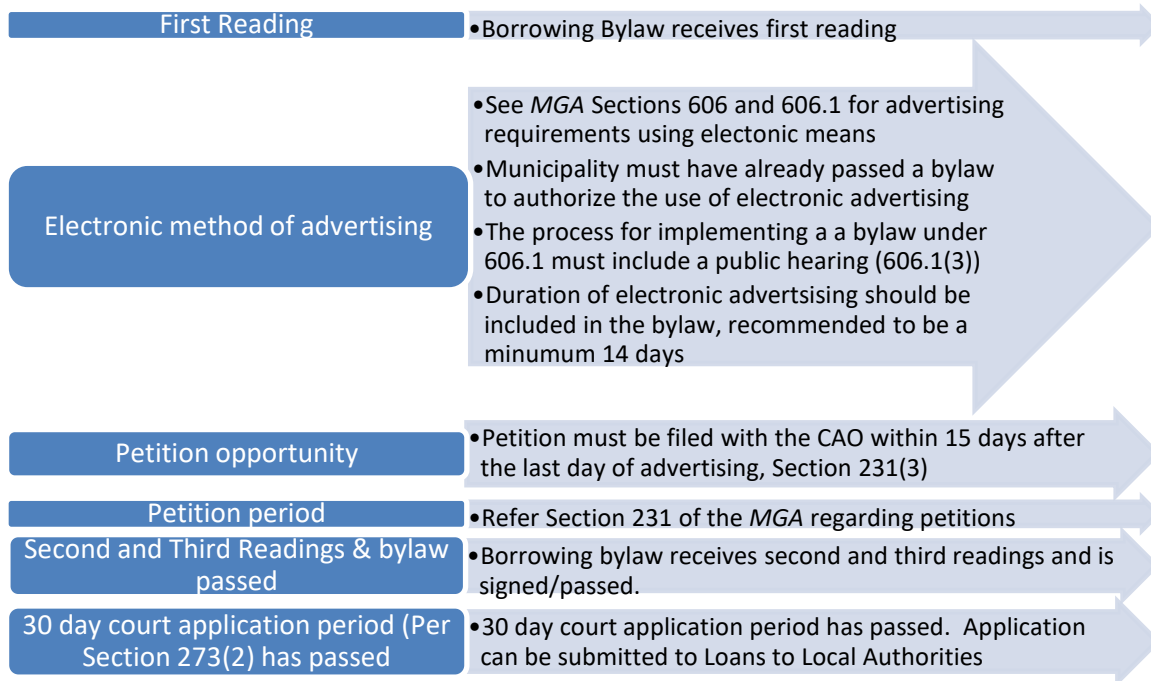 First Reading
•Borrowing Bylaw receives first reading
Electronic method of advertising
•See MGA Sections 606 and 606.1 for advertising
requirements using electonic means
•Municipality must have already passed a bylaw
to authorize the use of electronic advertising
•The process for implementing a a bylaw under
606.1 must include a public hearing (606.1(3))
•Duration of electronic advertsising should be
included in the bylaw, recommended to be a
minumum 14 days
Petition opportunity
•Petition must be filed with the CAO within 15 days after
the last day of advertising, Section 231(3)
Petition period
•Refer Section 231 of the MGA regarding petitions
Second and Third Readings & bylaw
passed
•Borrowing bylaw receives second and third readings and is
signed/passed.
30 day court application period (Per
Section 273(2) has passed
•30 day court application period has passed.  Application
can be submitted to Loans to Local Authorities